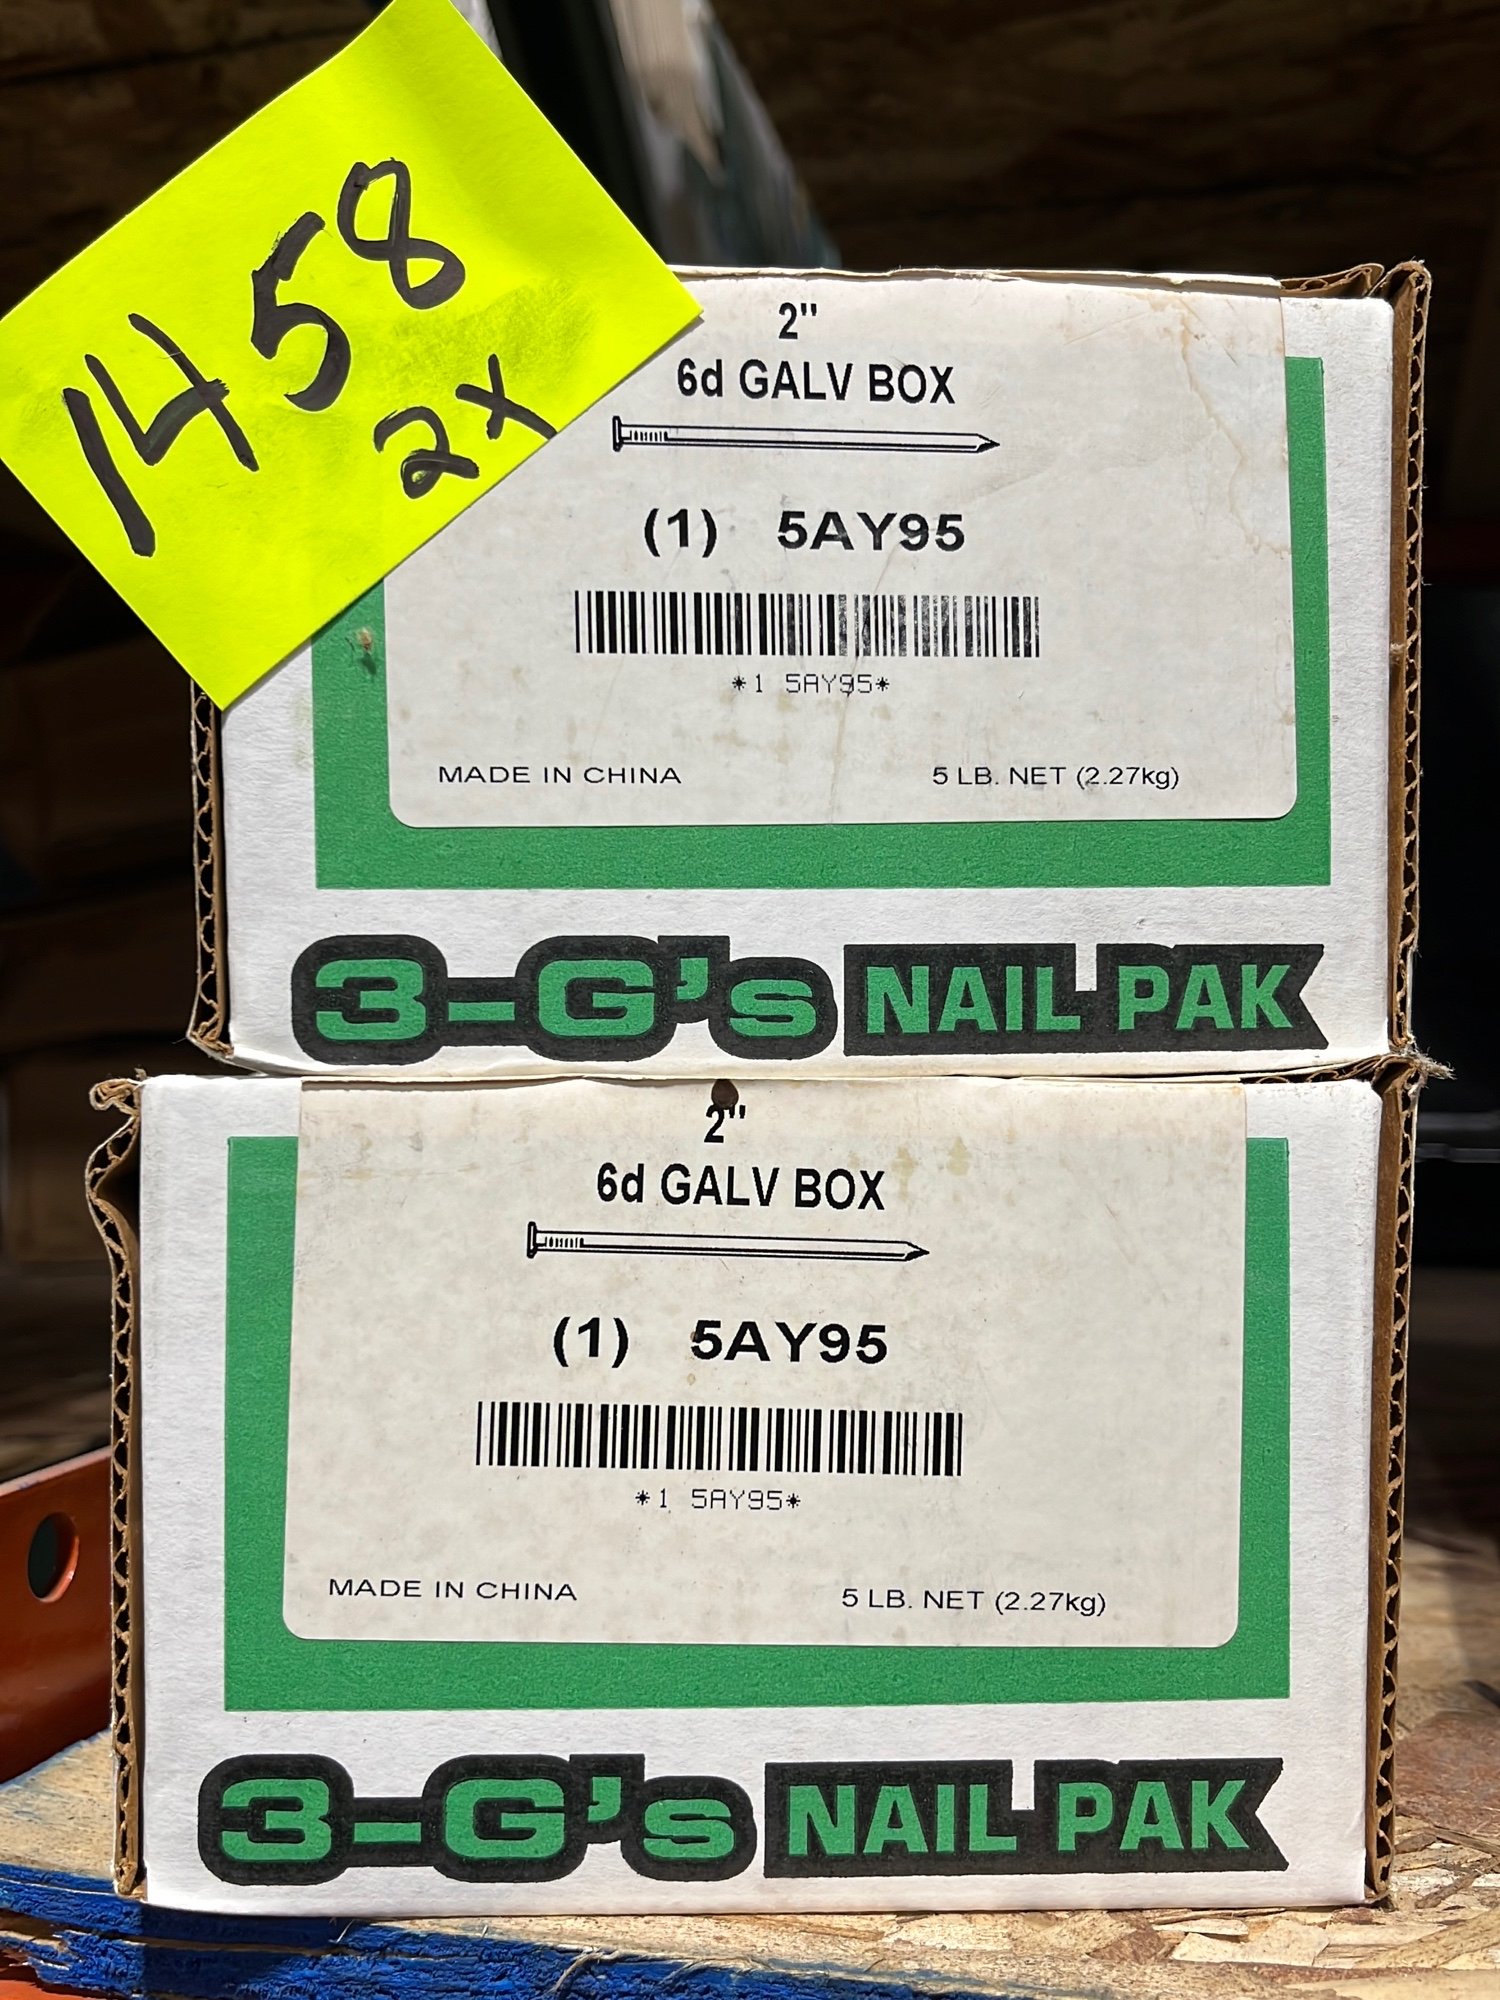 1458
2x
2"
6d GALV BOX
(1) 5AY95
*1 5AY95*
MADE IN CHINA 5 LB. NET (2.27kg)
3-G's NAIL PAK
2"
6d GALV BOX
(1) 5AY95
*1 5AY95*
MADE IN CHINA 5 LB. NET (2.27kg)
3-G's NAIL PAK